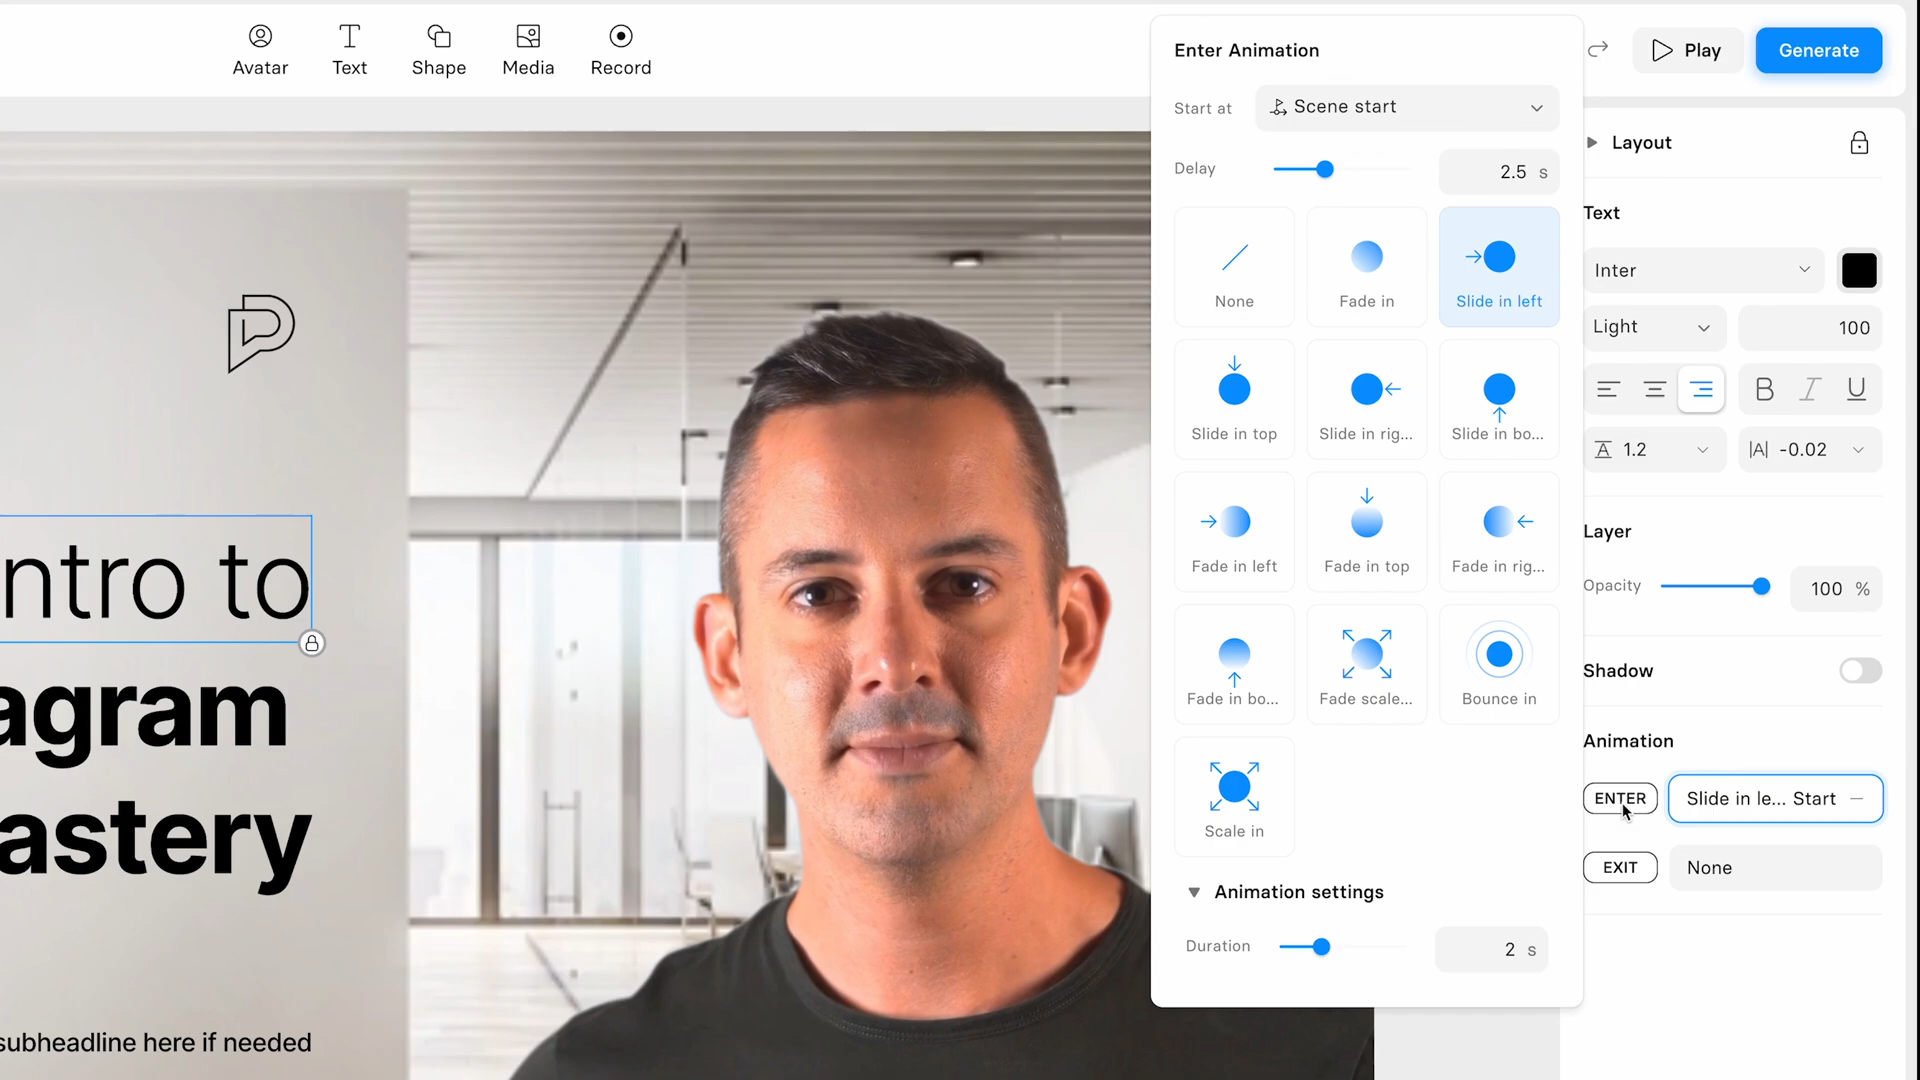 Avatar
Text
Shape
Media
Record
Play
Generate
Enter Animation
Start at
Scene start
Delay
2.5 s
None
Fade in
Slide in left
Slide in top
Slide in rig...
Slide in bo...
Fade in left
Fade in top
Fade in rig...
Fade in bo...
Fade scale...
Bounce in
Scale in
Animation settings
Duration
2 s
Layout
Text
Inter
Light
100
B I U
A 1.2
|A| -0.02
Layer
Opacity
100 %
Shadow
Animation
ENTER
Slide in le... Start
EXIT
None
ntro to
agram
astery
subheadline here if needed